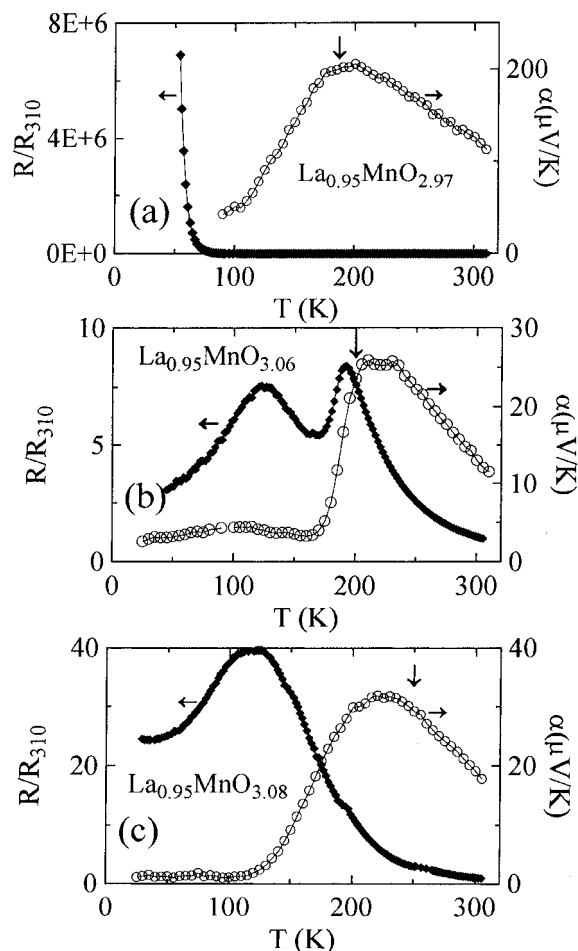 8E+6
4E+6
0E+0
R/R310
200
100
0
α(μV/K)
↓
←
→
La0.95MnO2.97
(a)
0 100 200 300
T (K)
10
5
0
R/R310
30
20
10
0
α(μV/K)
↓
La0.95MnO3.06
←
→
(b)
0 100 200 300
T (K)
40
20
0
R/R310
40
20
0
α(μV/K)
↓
←
→
La0.95MnO3.08
(c)
0 100 200 300
T (K)